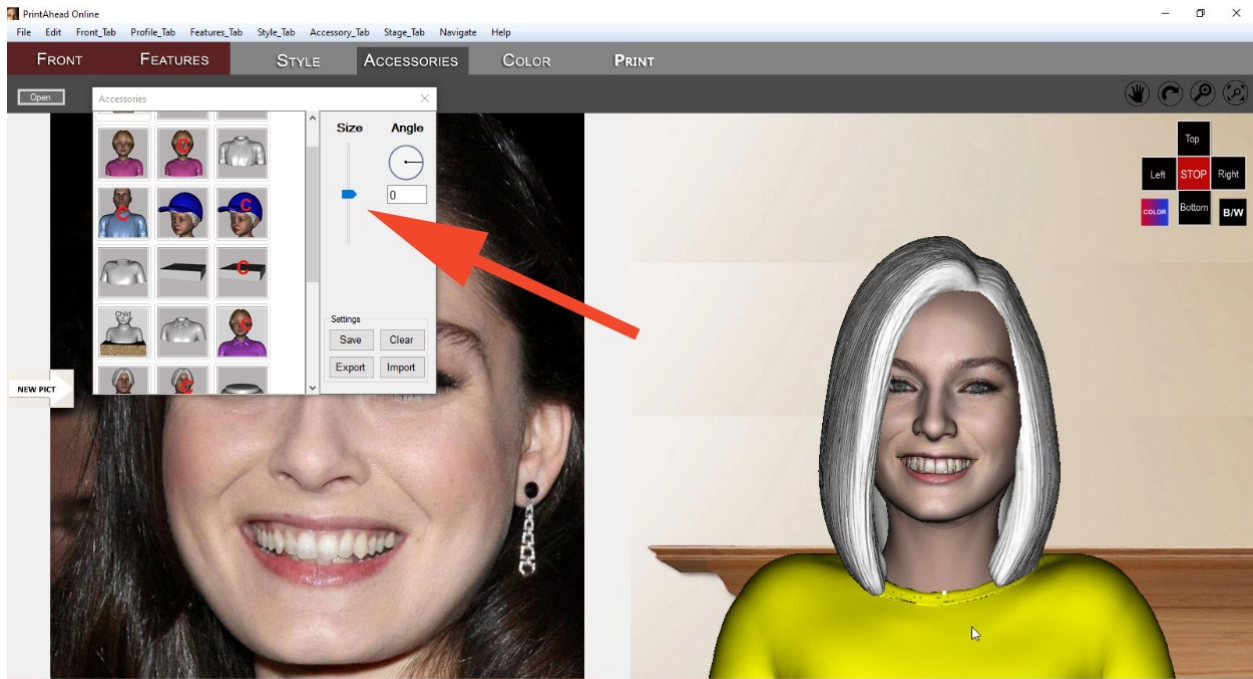 PrintAhead Online
File Edit Front_Tab Profile_Tab Features_Tab Style_Tab Accessory_Tab Stage_Tab Navigate Help
FRONT FEATURES STYLE ACCESSORIES COLOR PRINT
Open
Accessories
Size Angle
0
C
C
C
C
Child
C
C
Settings
Save Clear
Export Import
NEW PICT
Top
Left STOP Right
COLOR Bottom B/W